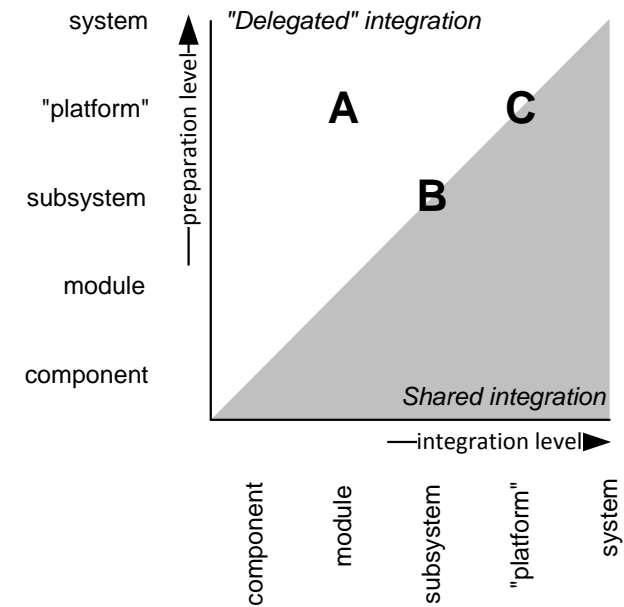 system
"Delegated" integration
"platform"
A
C
preparation level
subsystem
B
module
component
Shared integration
integration level
component
module
subsystem
"platform"
system